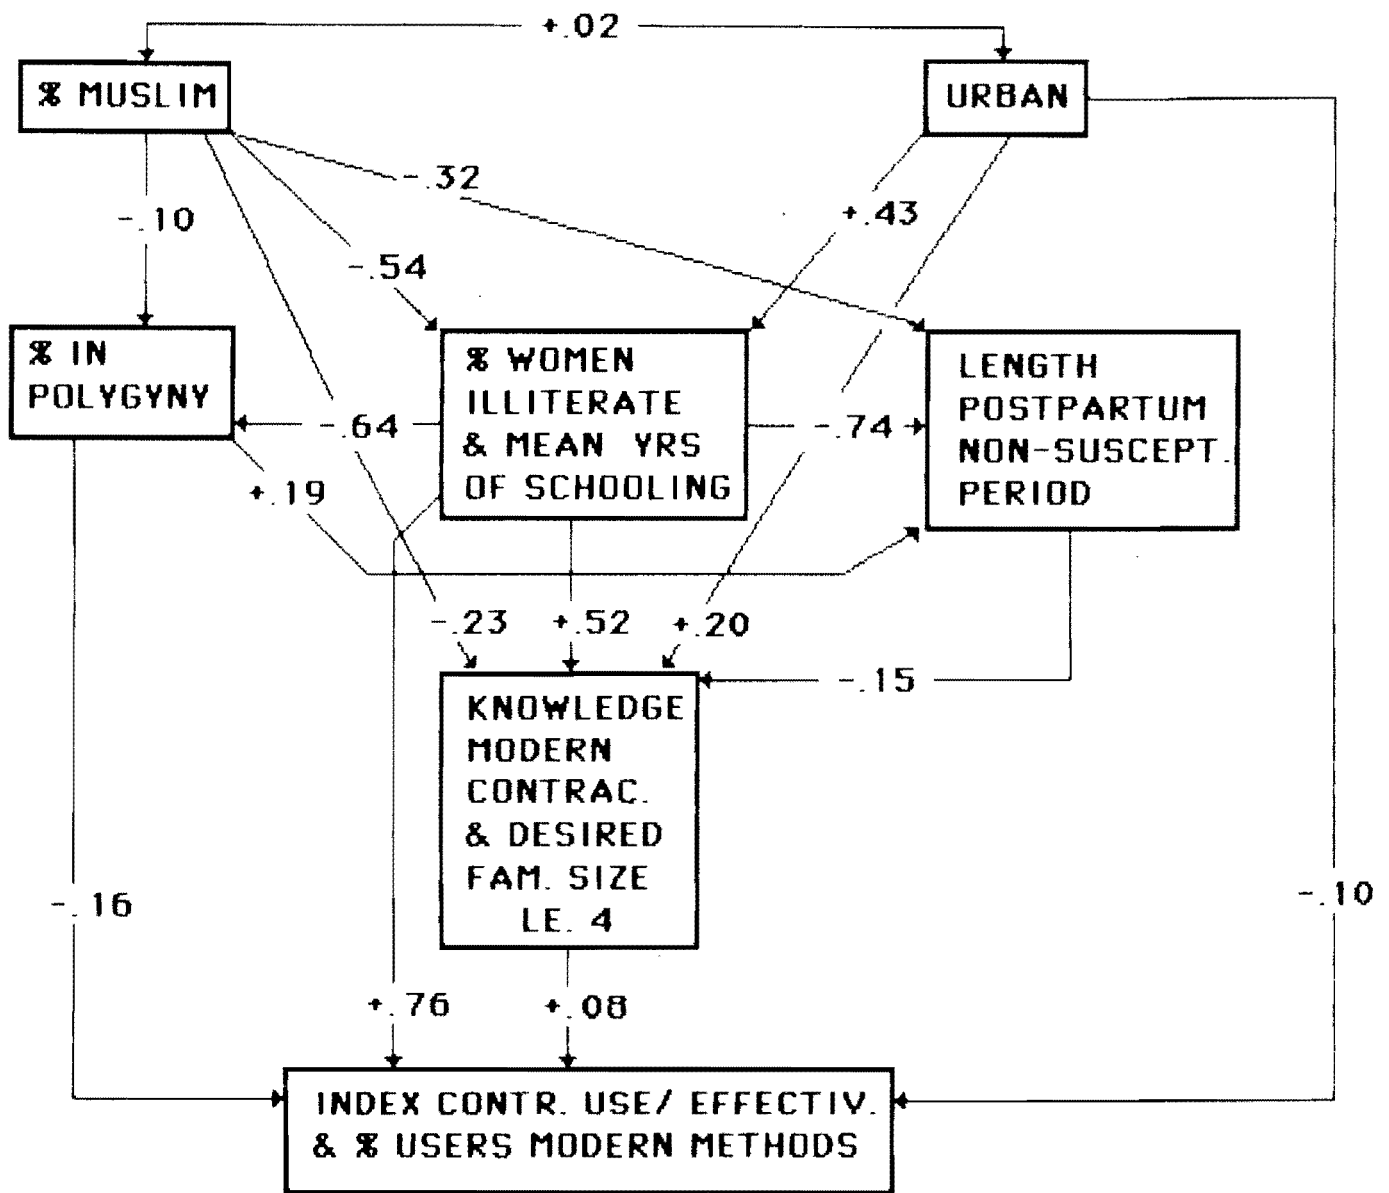 +.02
% MUSLIM
URBAN
-.32
-.10
+.43
-.54
% IN
POLYGYNY
% WOMEN
ILLITERATE
& MEAN YRS
OF SCHOOLING
LENGTH
POSTPARTUM
NON-SUSCEPT.
PERIOD
-.64
-.74
+.19
-.23
+.52
+.20
-.15
KNOWLEDGE
MODERN
CONTRAC.
& DESIRED
FAM. SIZE
LE. 4
-.16
-.10
+.76
+.08
INDEX CONTR. USE/ EFFECTIV.
& % USERS MODERN METHODS